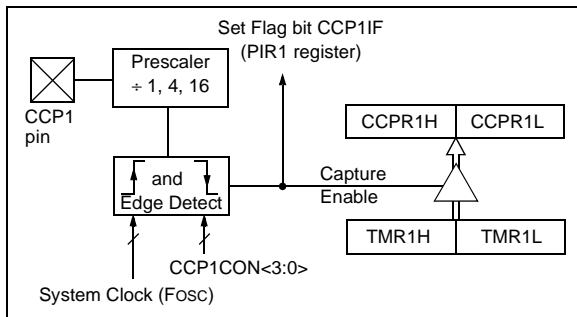 Set Flag bit CCP1IF
(PIR1 register)
Prescaler
÷ 1, 4, 16
CCP1
pin
CCPR1H
CCPR1L
and
Edge Detect
Capture
Enable
TMR1H
TMR1L
CCP1CON<3:0>
System Clock (FOSC)